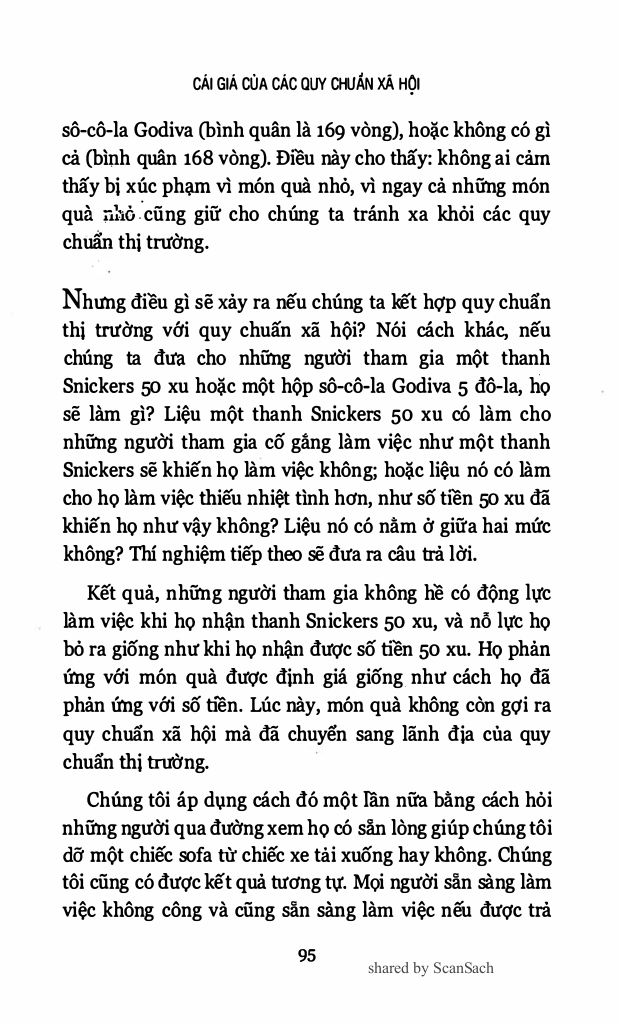 CÁI GIÁ CỦA CÁC QUY CHUẨN XÃ HỘI
sô-cô-la Godiva (bình quân là 169 vòng), hoặc không có gì
cả (bình quân 168 vòng). Điều này cho thấy: không ai cảm
thấy bị xúc phạm vì món quà nhỏ, vì ngay cả những món
quà nhỏ cũng giữ cho chúng ta tránh xa khỏi các quy
chuẩn thị trường.
Nhưng điều gì sẽ xảy ra nếu chúng ta kết hợp quy chuẩn
thị trường với quy chuẩn xã hội? Nói cách khác, nếu
chúng ta đưa cho những người tham gia một thanh
Snickers 50 xu hoặc một hộp sô-cô-la Godiva 5 đô-la, họ
sẽ làm gì? Liệu một thanh Snickers 50 xu có làm cho
những người tham gia cố gắng làm việc như một thanh
Snickers sẽ khiến họ làm việc không; hoặc liệu nó có làm
cho họ làm việc thiếu nhiệt tình hơn, như số tiền 50 xu đã
khiến họ như vậy không? Liệu nó có nằm ở giữa hai mức
không? Thí nghiệm tiếp theo sẽ đưa ra câu trả lời.
Kết quả, những người tham gia không hề có động lực
làm việc khi họ nhận thanh Snickers 50 xu, và nỗ lực họ
bỏ ra giống như khi họ nhận được số tiền 50 xu. Họ phản
ứng với món quà được định giá giống như cách họ đã
phản ứng với số tiền. Lúc này, món quà không còn gợi ra
quy chuẩn xã hội mà đã chuyển sang lãnh địa của quy
chuẩn thị trường.
Chúng tôi áp dụng cách đó một lần nữa bằng cách hỏi
những người qua đường xem họ có sẵn lòng giúp chúng tôi
dỡ một chiếc sofa từ chiếc xe tải xuống hay không. Chúng
tôi cũng có được kết quả tương tự. Mọi người sẵn sàng làm
việc không công và cũng sẵn sàng làm việc nếu được trả
95
shared by ScanSach